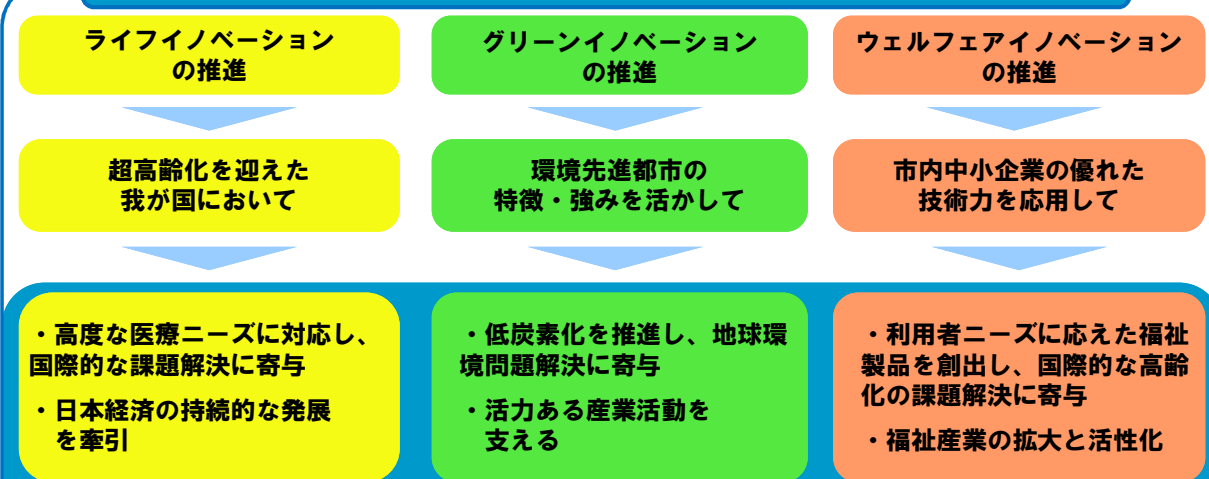 ライフイノベーション
の推進
超高齢化を迎えた
我が国において
・高度な医療ニーズに対応し、
国際的な課題解決に寄与
・日本経済の持続的な発展
を牽引
グリーンイノベーション
の推進
環境先進都市の
特徴・強みを活かして
・低炭素化を推進し、地球環
境問題解決に寄与
・活力ある産業活動を
支える
ウェルフェアイノベーション
の推進
市内中小企業の優れた
技術力を応用して
・利用者ニーズに応えた福祉
製品を創出し、国際的な高齢
化の課題解決に寄与
・福祉産業の拡大と活性化